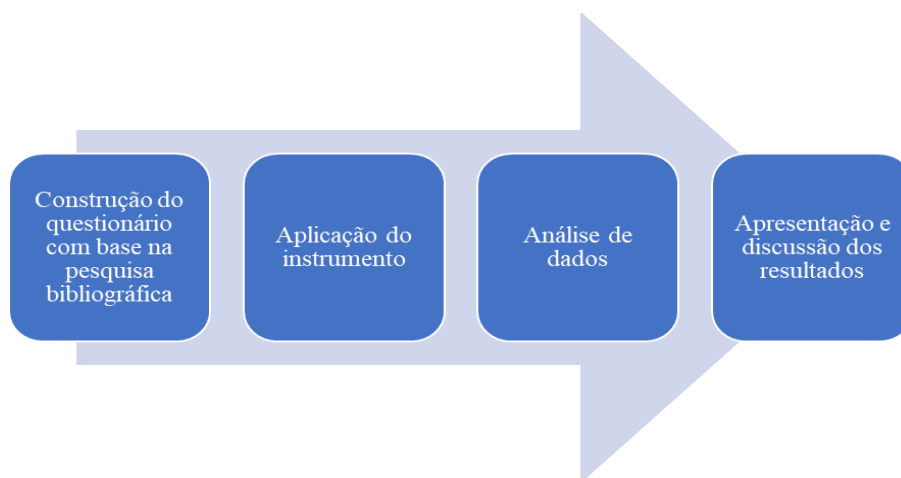 Construção do
questionário
com base na
pesquisa
bibliográfica
Aplicação do
instrumento
Análise de
dados
Apresentação e
discussão dos
resultados